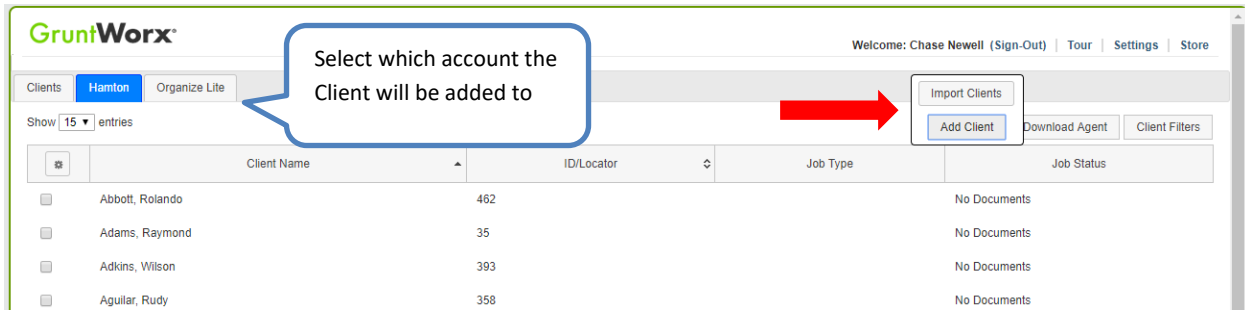 GruntWorx
Select which account the
Client will be added to
Welcome: Chase Newell (Sign-Out) | Tour | Settings | Store
Clients Hamton Organize Lite
Import Clients
Show 15 entries
Add Client Download Agent Client Filters
Client Name ID/Locator Job Type Job Status
Abbott, Rolando 462 No Documents
Adams, Raymond 35 No Documents
Adkins, Wilson 393 No Documents
Aguilar, Rudy 358 No Documents